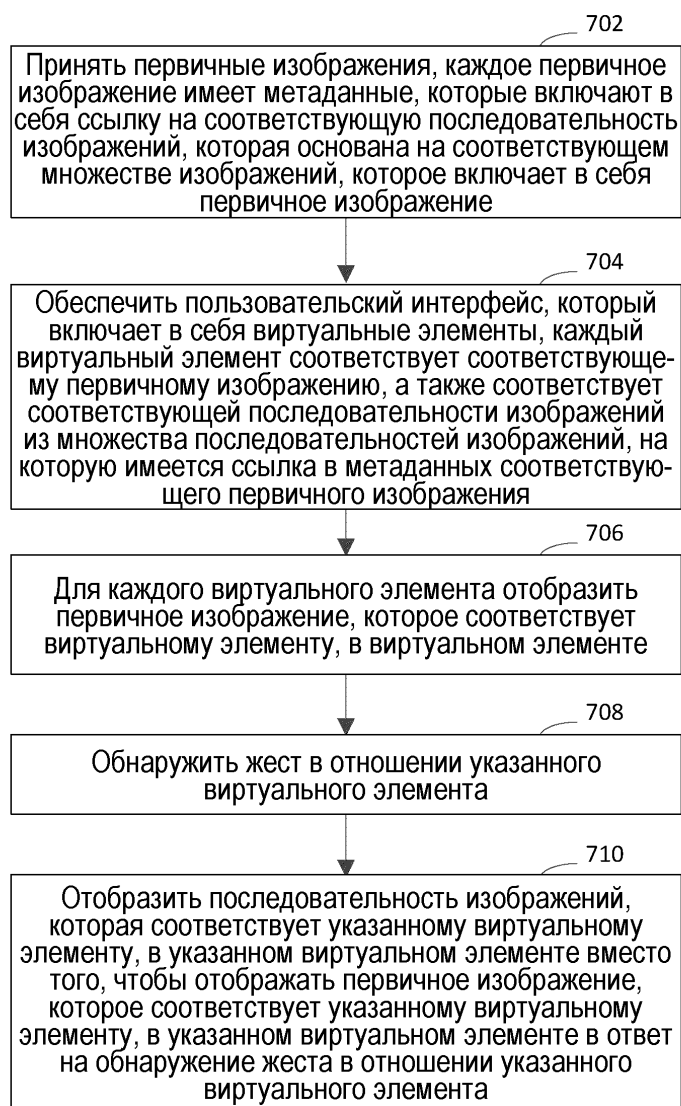 702
Принять первичные изображения, каждое первичное
изображение имеет метаданные, которые включают в
себя ссылку на соответствующую последовательность
изображений, которая основана на соответствующем
множестве изображений, которое включает в себя
первичное изображение
704
Обеспечить пользовательский интерфейс, который
включает в себя виртуальные элементы, каждый
виртуальный элемент соответствует соответствующе-
му первичному изображению, а также соответствует
соответствующей последовательности изображений
из множества последовательностей изображений, на
которую имеется ссылка в метаданных соответствую-
щего первичного изображения
706
Для каждого виртуального элемента отобразить
первичное изображение, которое соответствует
виртуальному элементу, в виртуальном элементе
708
Обнаружить жест в отношении указанного
виртуального элемента
710
Отобразить последовательность изображений,
которая соответствует указанному виртуальному
элементу, в указанном виртуальном элементе вместо
того, чтобы отображать первичное изображение,
которое соответствует указанному виртуальному
элементу, в указанном виртуальном элементе в ответ
на обнаружение жеста в отношении указанного
виртуального элемента